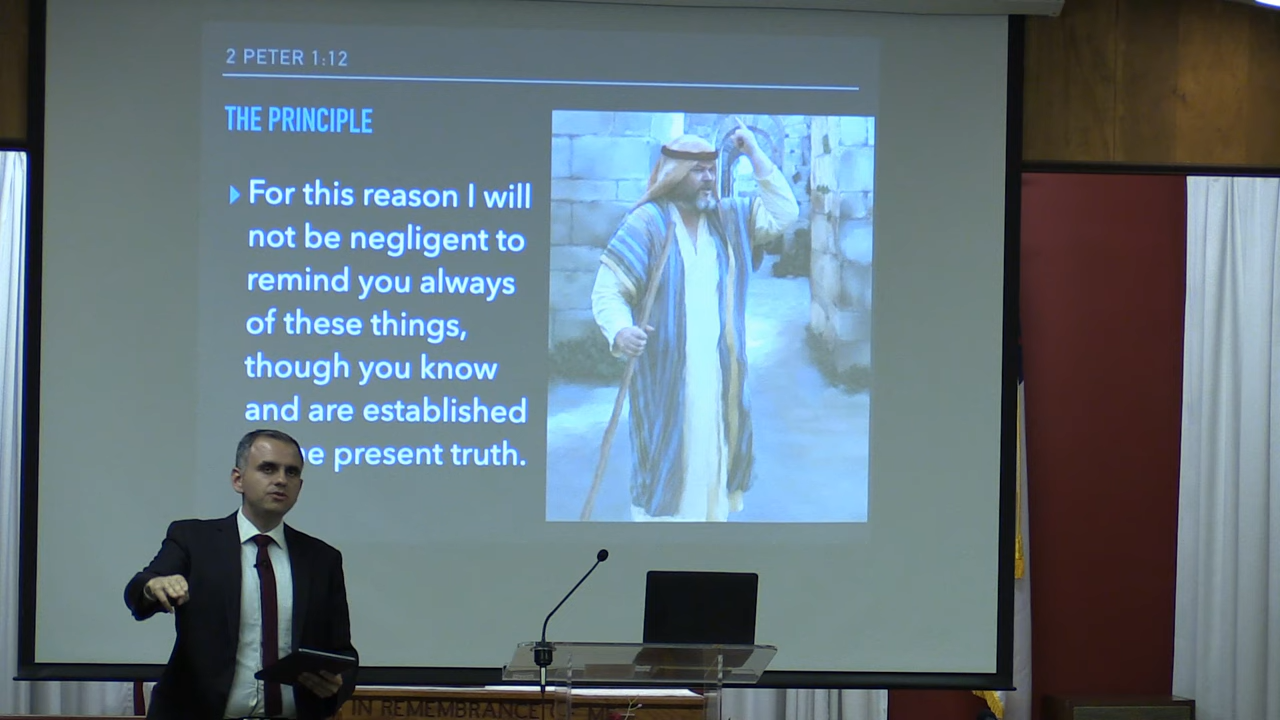 2 PETER 1:12
THE PRINCIPLE
For this reason I will
not be negligent to
remind you always
of these things,
though you know
and are established
present truth.
IN REMEMBRANCE